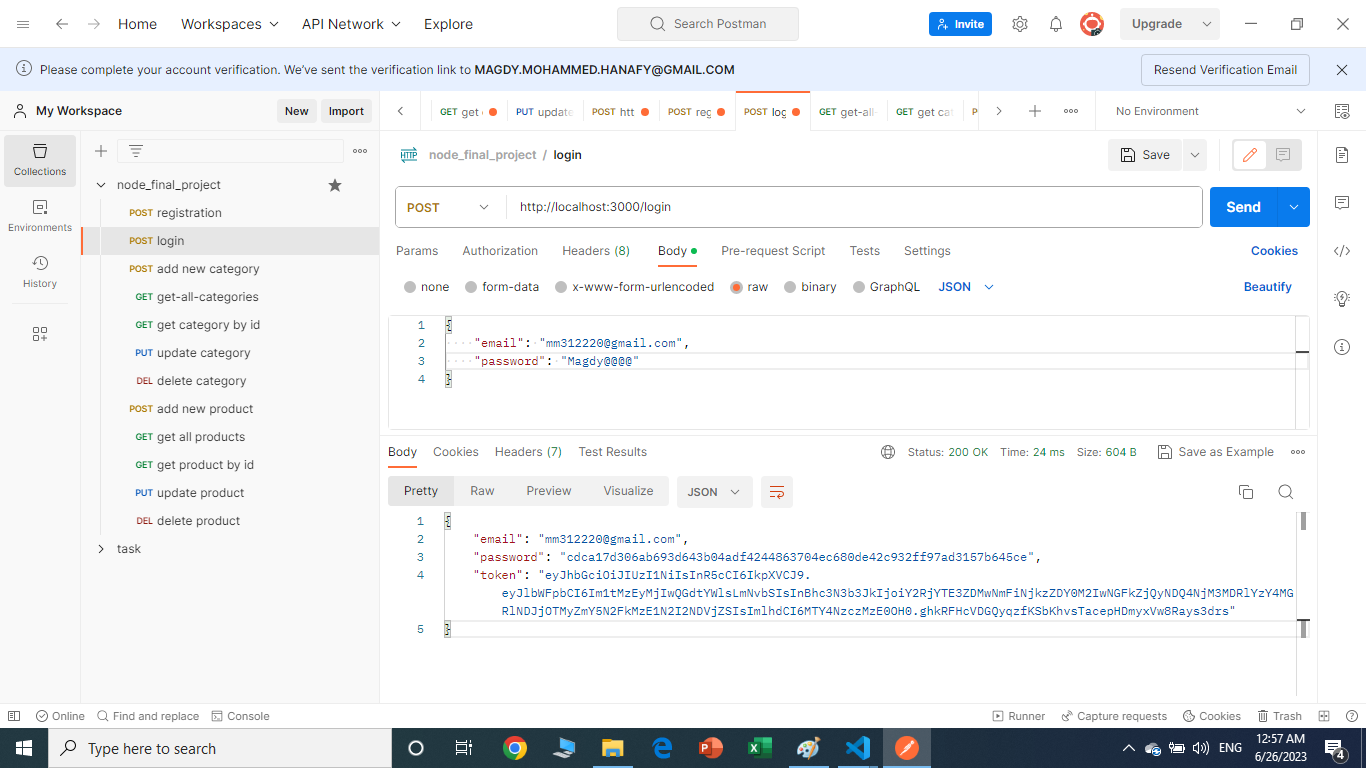 Home Workspaces API Network Explore Search Postman Invite Upgrade
Please complete your account verification. We've sent the verification link to MAGDY.MOHAMMED.HANAFY@GMAIL.COM Resend Verification Email
My Workspace New Import GET get PUT update POST htt POST reg POST log GET get-all- GET get ca No Environment
Collections
Environments
History
node_final_project
POST registration
POST login
POST add new category
GET get-all-categories
GET get category by id
PUT update category
DEL delete category
POST add new product
GET get all products
GET get product by id
PUT update product
DEL delete product
task
HTTP node_final_project / login Save
POST http://localhost:3000/login Send
Params Authorization Headers (8) Body Pre-request Script Tests Settings Cookies
none form-data x-www-form-urlencoded raw binary GraphQL JSON Beautify
1 {
2 "email": "mm312220@gmail.com",
3 "password": "Magdy@@@@"
4 }
Body Cookies Headers (7) Test Results Status: 200 OK Time: 24 ms Size: 604 B Save as Example
Pretty Raw Preview Visualize JSON
1 {
2 "email": "mm312220@gmail.com",
3 "password": "cdca17d306ab693d643b04adf4244863704ec680de42c932ff97ad3157b645ce",
4 "token": "eyJhbGciOiJIUzI1NiIsInR5cCI6IkpXVCJ9.
eyJlbWFpbCI6Im1tMzEyMjIwQGdtYWlsLmNvbSIsInBhc3N3b3JkIjoiY2RjYTE3ZDMwNmFiNjkzZDY0M2IwNGFkZjQyNDQ4NjM3MDRlYzY4MG
RlNDJjOTMyZmY5N2FkMzE1N2I2NDVjZSIsImlhdCI6MTY4NzczMzE0OH0.ghkRFHcVDGQyqzfKSbKhvsTacepHDmyxVw8Rays3drs"
5 }
Online Find and replace Console Runner Capture requests Cookies Trash
Type here to search ENG 12:57 AM
6/26/2023 4